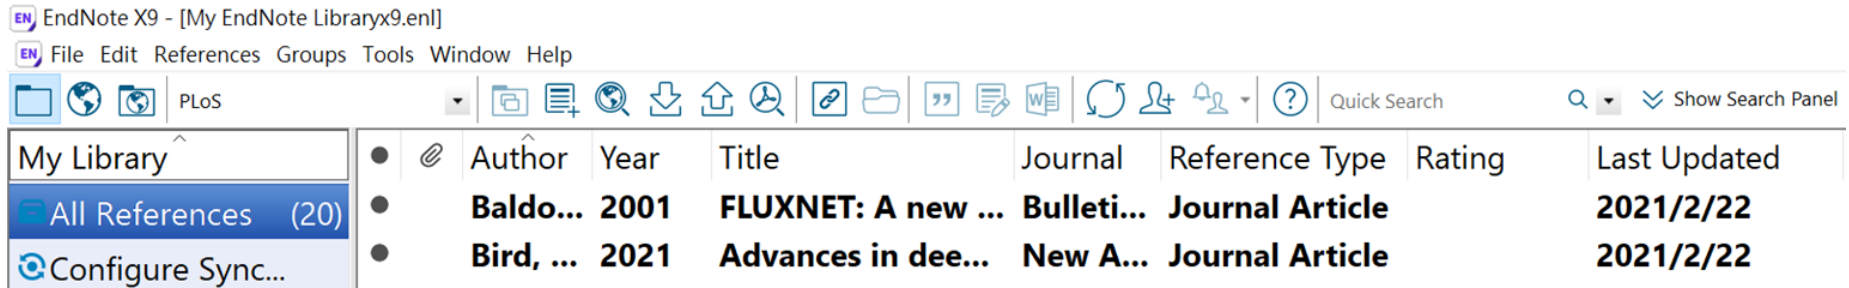 EndNote X9 - [My EndNote Libraryx9.enl]
File Edit References Groups Tools Window Help
PLoS Quick Search Show Search Panel
My Library Author Year Title Journal Reference Type Rating Last Updated
All References (20) Baldo... 2001 FLUXNET: A new ... Bulleti... Journal Article 2021/2/22
Configure Sync... Bird, ... 2021 Advances in dee... New A... Journal Article 2021/2/22